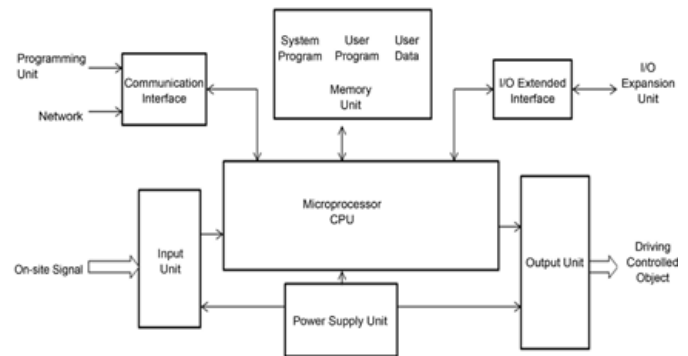 System User User
Program Program Data
Memory
Unit
Programming
Unit
Network
Communication
Interface
I/O Extended
Interface
I/O
Expansion
Unit
Microprocessor
CPU
On-site Signal
Input
Unit
Output Unit
Driving
Controlled
Object
Power Supply Unit